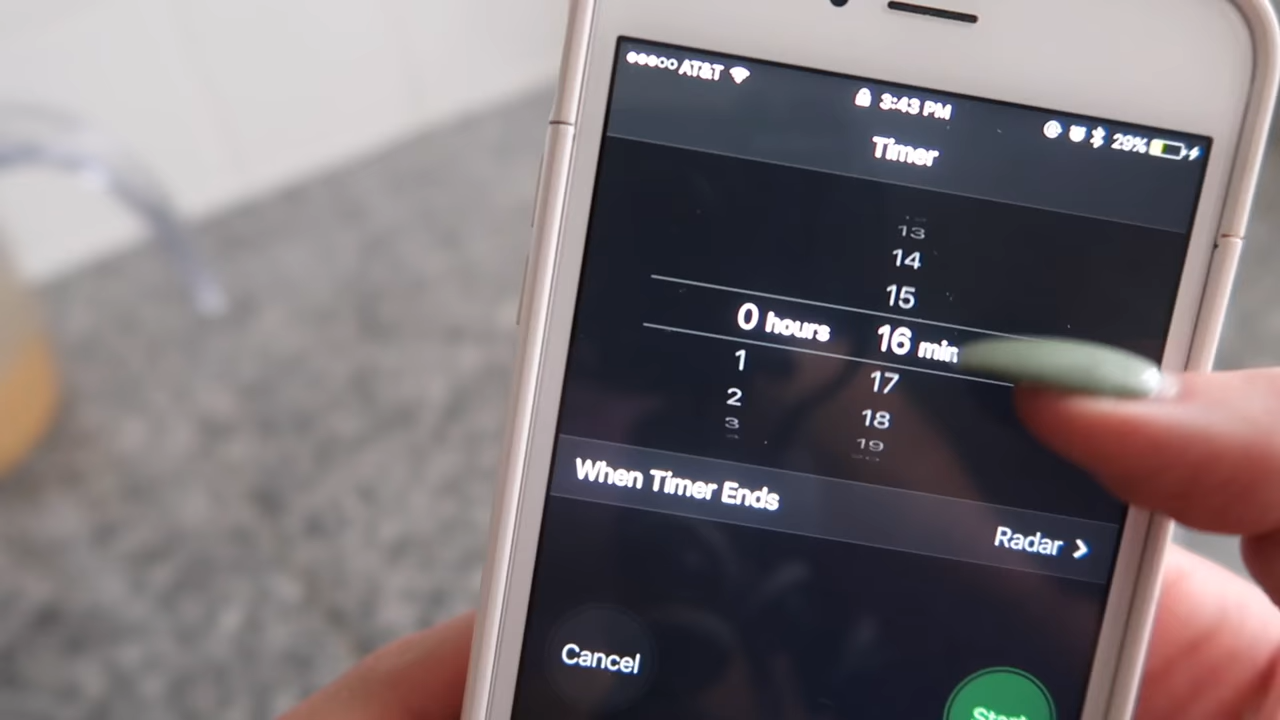 AT&T
3:43 PM
29%
Timer
13
14
15
0 hours 16 min
1 17
2 18
3 19
When Timer Ends
Radar >
Cancel
Start